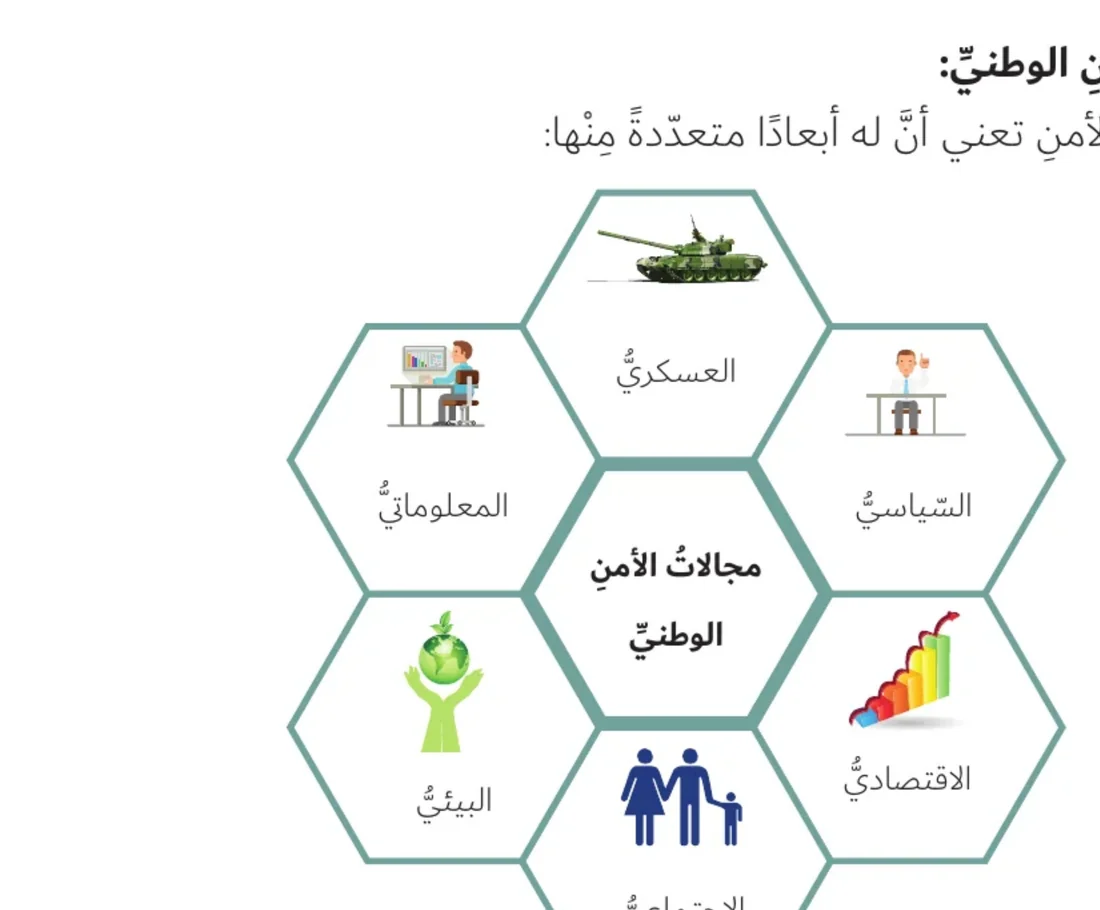 الوطنيِّ:
تعني أنَّ له أبعادًا متعدّدةً مِنْها:
العسكريُّ
السّياسيُّ
المعلوماتيُّ
مجالاتُ الأمنِ
الوطنيِّ
الاقتصاديُّ
البيئيُّ